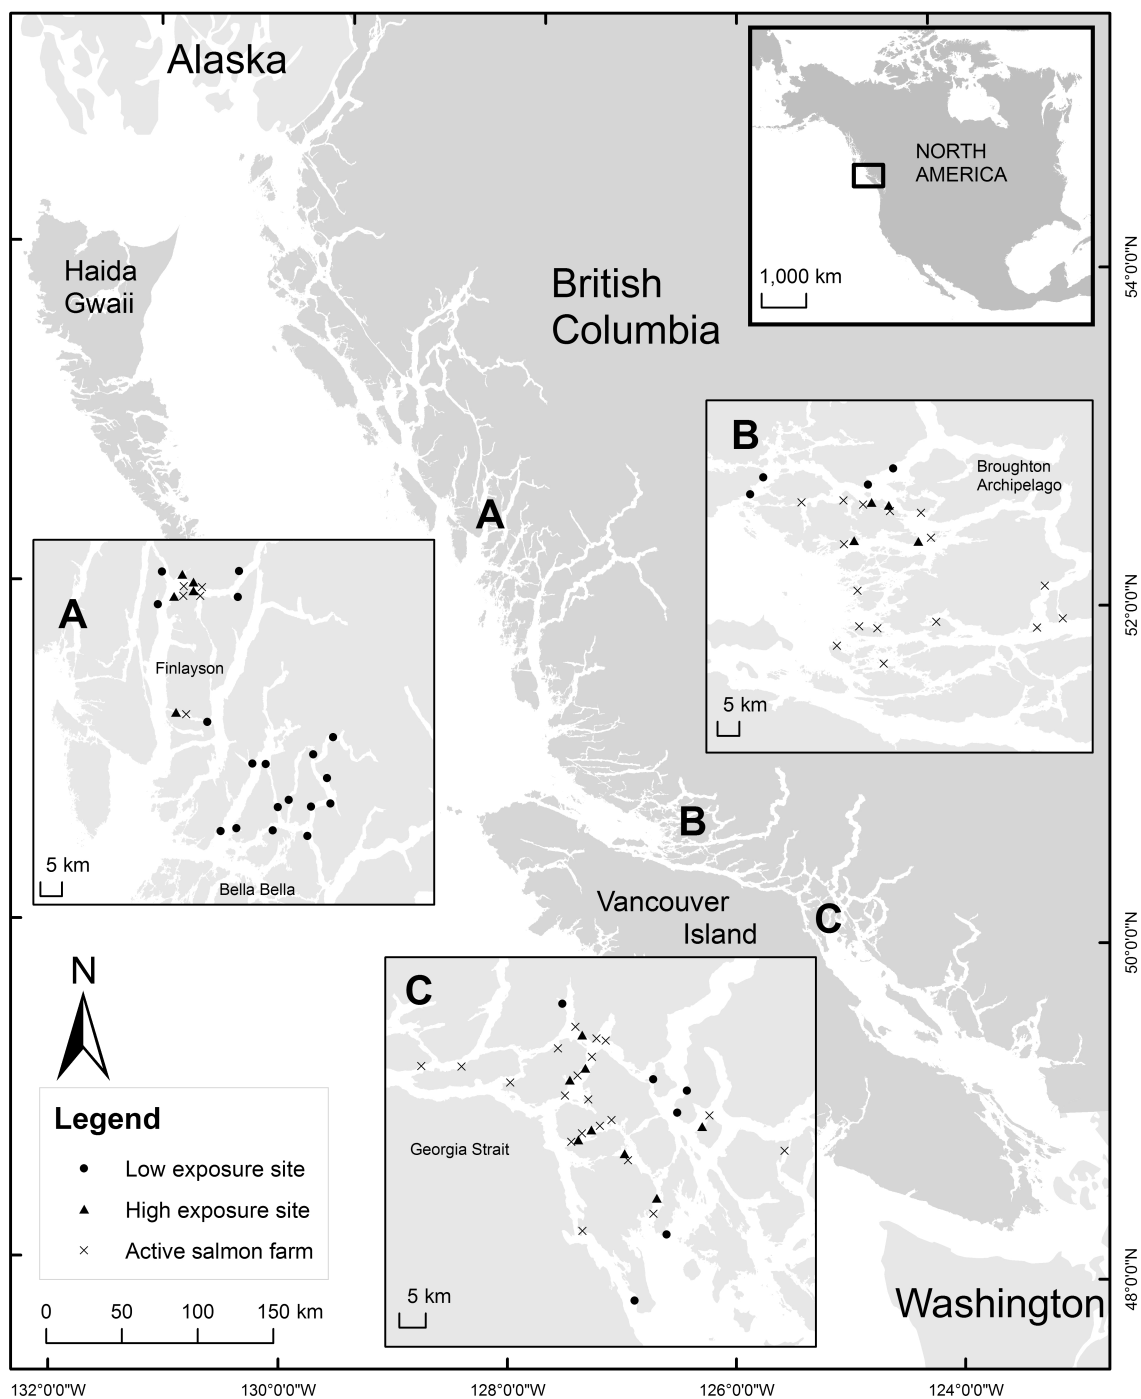 Alaska
NORTH
AMERICA
1,000 km
Haida
Gwaii
British
Columbia
54°0'0"N
B
Broughton
Archipelago
5 km
A
A
Finlayson
5 km
Bella Bella
52°0'0"N
B
Vancouver
Island
C
50°0'0"N
N
C
Georgia Strait
5 km
Legend
Low exposure site
High exposure site
Active salmon farm
0 50 100 150 km
Washington
48°0'0"N
132°0'0"W 130°0'0"W 128°0'0"W 126°0'0"W 124°0'0"W